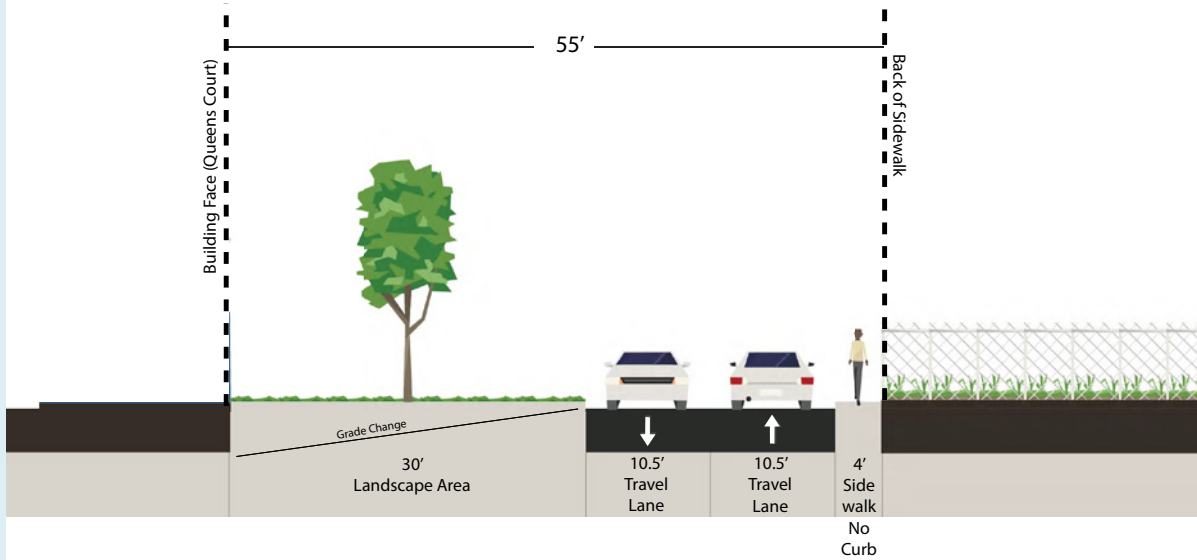 55’
Building Face (Queens Court)
Back of Sidewalk
Grade Change
30’
Landscape Area
10.5’
Travel
Lane
10.5’
Travel
Lane
4’
Side
walk
No
Curb